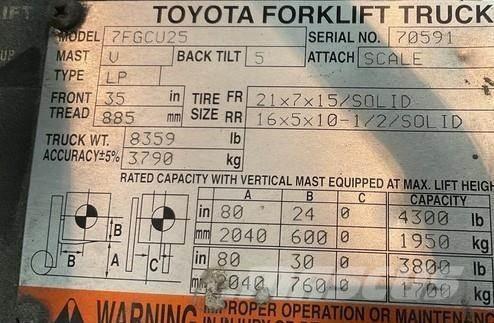 TOYOTA FORKLIFT TRUCK
MODEL 7FGCU25 SERIAL NO. 70591
MAST V BACK TILT 5 ATTACH SCALE
TYPE LP
FRONT TREAD 35 in TIRE SIZE FR 21x7x15/SOLID
885 mm RR 16x5x10-1/2/SOLID
TRUCK WT. 8359 lb
ACCURACY±5% 3790 kg
RATED CAPACITY WITH VERTICAL MAST EQUIPPED AT MAX. LIFT HEIGH
A B C CAPACITY
in 80 24 0 4300 lb
mm 2040 600 0 1950 kg
in 80 30 0 3800 lb
mm 2040 760 0 1700 kg
B
B A C
WARNING IMPROPER OPERATION OR MAINTENANC